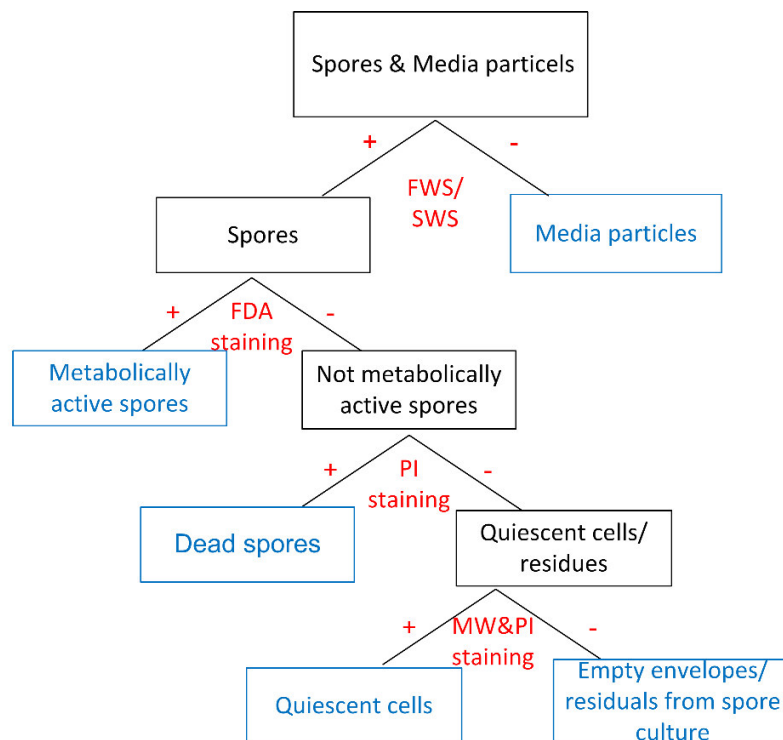 Spores & Media particels
+
-
FWS/
SWS
Spores
Media particles
+
FDA
-
staining
Metabolically
active spores
Not metabolically
active spores
+
PI
-
staining
Dead spores
Quiescent cells/
residues
+
MW&PI
-
staining
Quiescent cells
Empty envelopes/
residuals from spore
culture